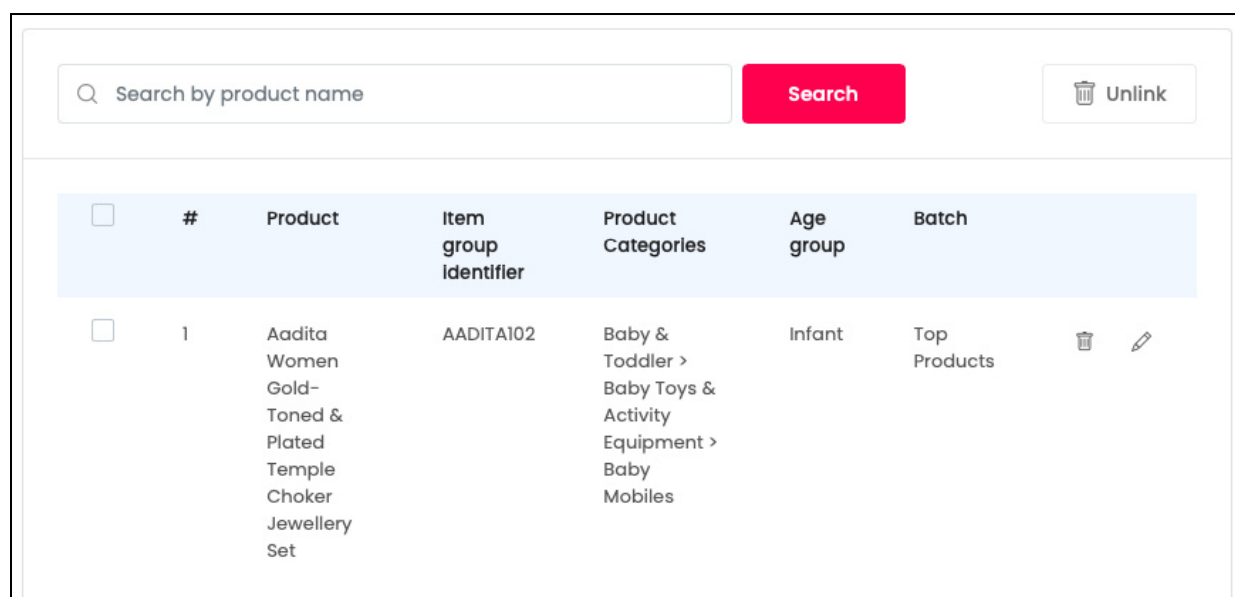 Search by product name
Search
Unlink
#
Product
Item
group
identifier
Product
Categories
Age
group
Batch
1
Aadita
Women
Gold-
Toned &
Plated
Temple
Choker
Jewellery
Set
AADITA102
Baby &
Toddler >
Baby Toys &
Activity
Equipment >
Baby
Mobiles
Infant
Top
Products